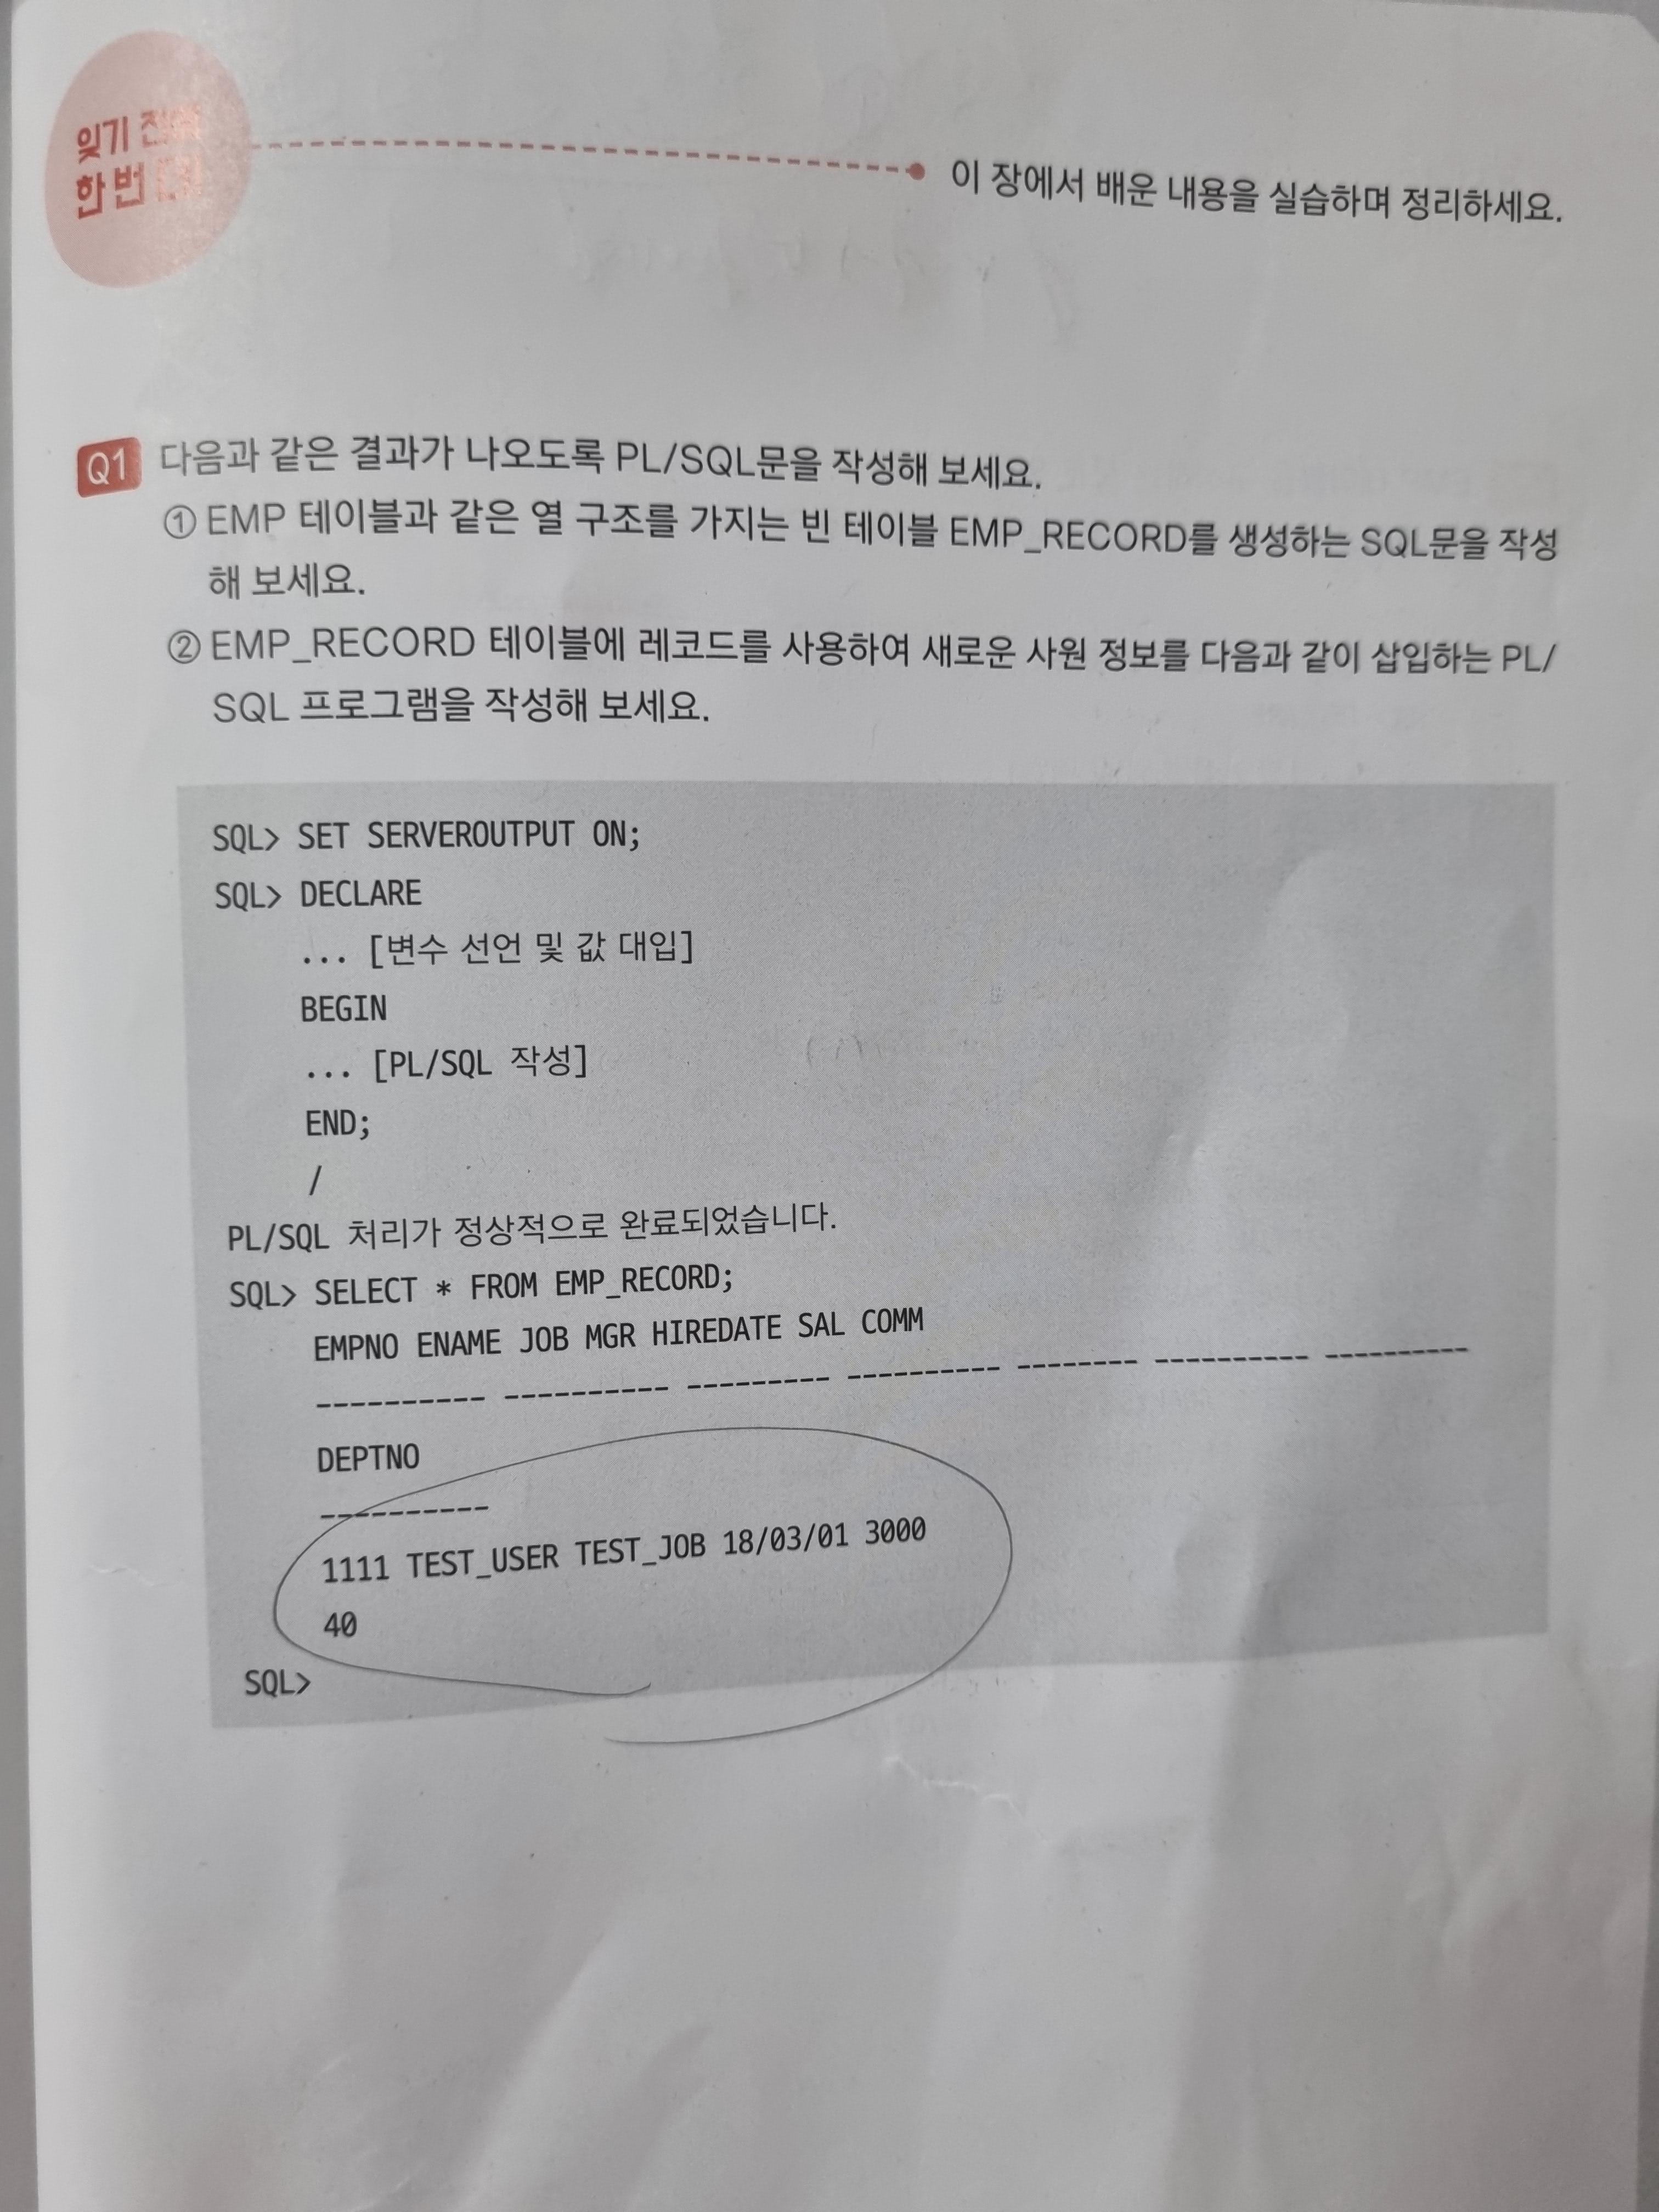 잊기 전에
한 번 더!
이 장에서 배운 내용을 실습하며 정리하세요.
Q1 다음과 같은 결과가 나오도록 PL/SQL문을 작성해 보세요.
① EMP 테이블과 같은 열 구조를 가지는 빈 테이블 EMP_RECORD를 생성하는 SQL문을 작성
해 보세요.
② EMP_RECORD 테이블에 레코드를 사용하여 새로운 사원 정보를 다음과 같이 삽입하는 PL/
SQL 프로그램을 작성해 보세요.
SQL> SET SERVEROUTPUT ON;
SQL> DECLARE
... [변수 선언 및 값 대입]
BEGIN
... [PL/SQL 작성]
END;
/
PL/SQL 처리가 정상적으로 완료되었습니다.
SQL> SELECT * FROM EMP_RECORD;
EMPNO ENAME JOB MGR HIREDATE SAL COMM
---------- ---------- --------- ---------- -------- ---------- ----------
DEPTNO
----------
1111 TEST_USER TEST_JOB 18/03/01 3000
40
SQL>